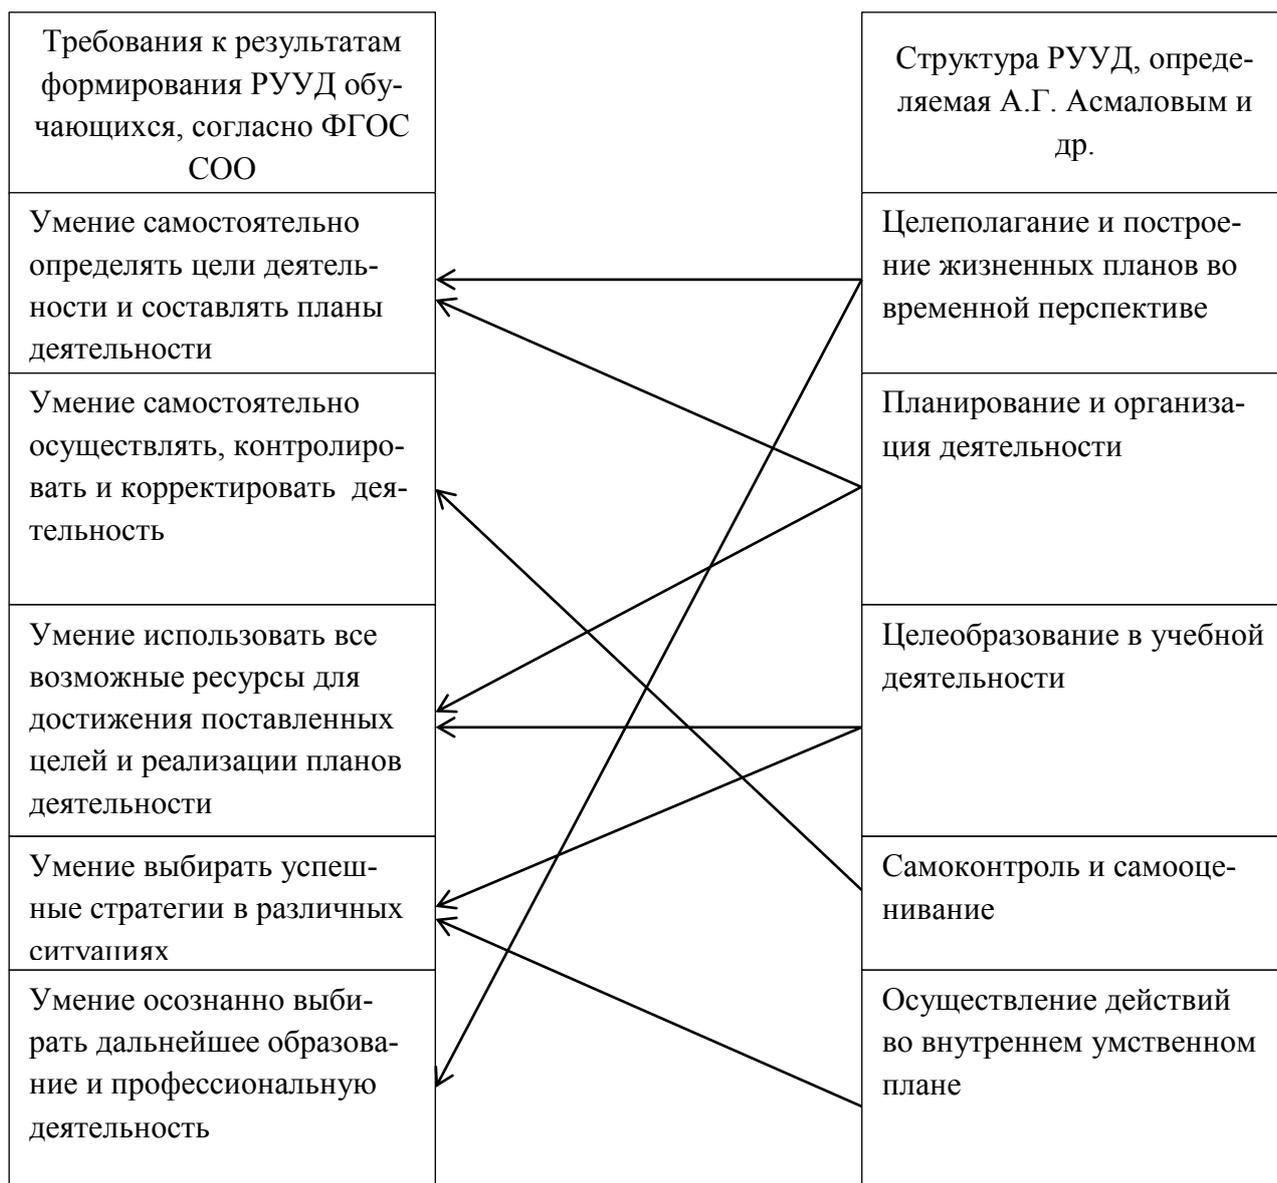 Требования к результатам
формирования РУУД обу-
чающихся, согласно ФГОС
СОО
Умение самостоятельно
определять цели деятель-
ности и составлять планы
деятельности
Умение самостоятельно
осуществлять, контролиро-
вать и корректировать дея-
тельность
Умение использовать все
возможные ресурсы для
достижения поставленных
целей и реализации планов
деятельности
Умение выбирать успеш-
ные стратегии в различных
ситуациях
Умение осознанно выби-
рать дальнейшее образова-
ние и профессиональную
деятельность
Структура РУУД, опреде-
ляемая А.Г. Асмаловым и
др.
Целеполагание и построе-
ние жизненных планов во
временной перспективе
Планирование и организа-
ция деятельности
Целеобразование в учебной
деятельности
Самоконтроль и самооце-
нивание
Осуществление действий
во внутреннем умственном
плане